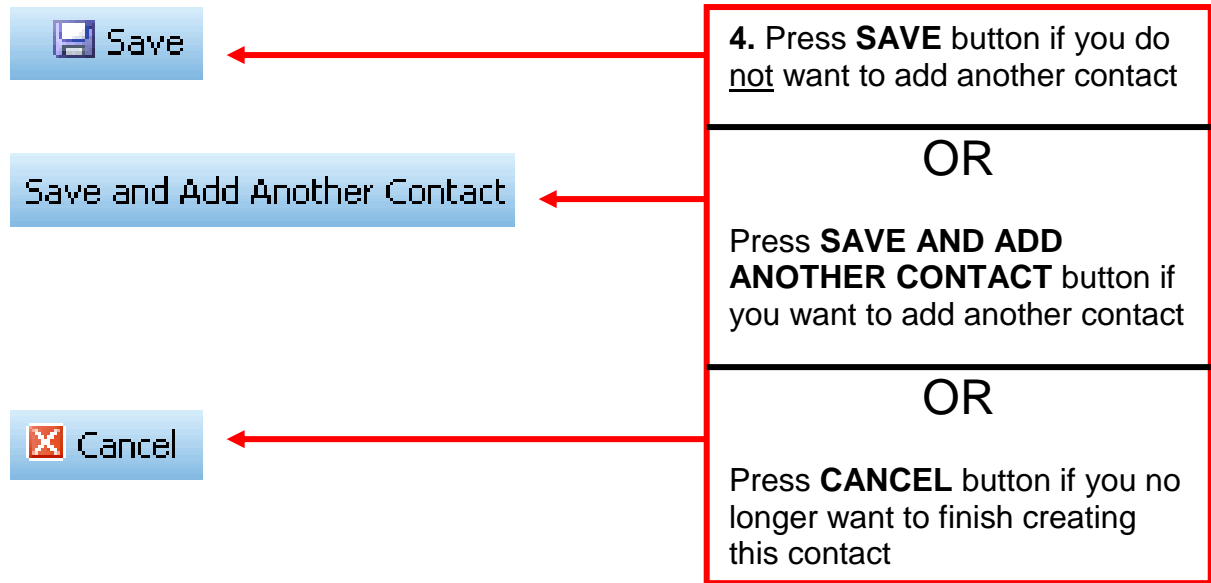 Save
4. Press SAVE button if you do
not want to add another contact
OR
Save and Add Another Contact
Press SAVE AND ADD
ANOTHER CONTACT button if
you want to add another contact
OR
Cancel
Press CANCEL button if you no
longer want to finish creating
this contact